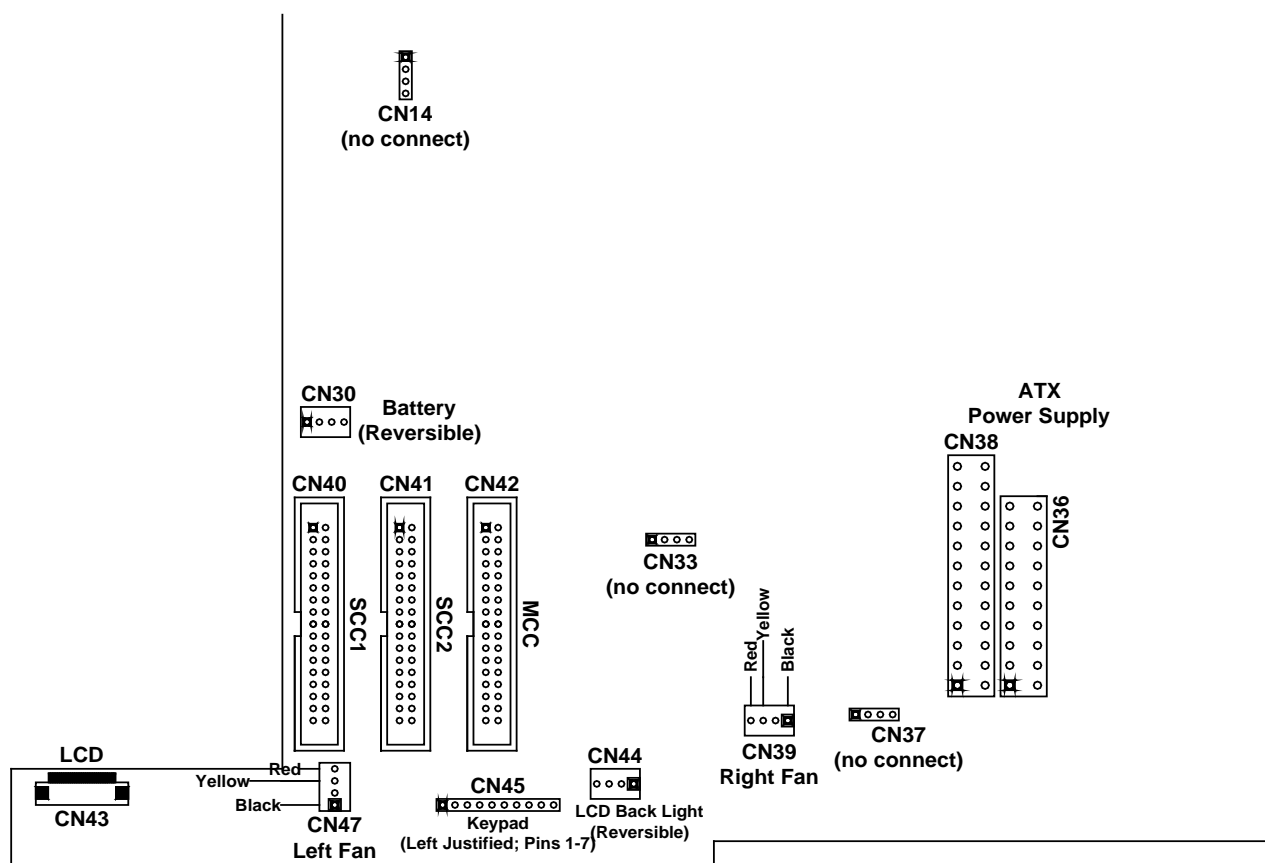 CN14
(no connect)
CN30
Battery
(Reversible)
ATX
Power Supply
CN38
CN36
CN40
CN41
CN42
SCC1
SCC2
MCC
CN33
(no connect)
Red
Yellow
Black
CN39
Right Fan
CN37
(no connect)
LCD
CN43
Red
Yellow
Black
CN47
Left Fan
CN45
Keypad
(Left Justified; Pins 1-7)
CN44
LCD Back Light
(Reversible)